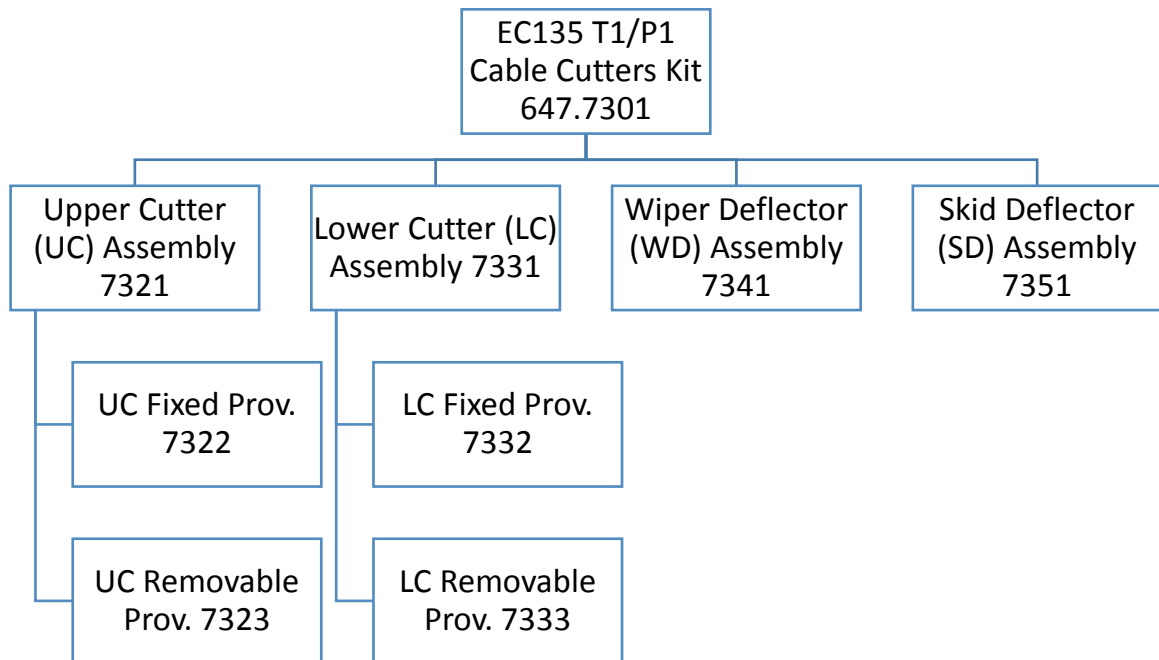 EC135 T1/P1
Cable Cutters Kit
647.7301
Upper Cutter
(UC) Assembly
7321
Lower Cutter (LC)
Assembly 7331
Wiper Deflector
(WD) Assembly
7341
Skid Deflector
(SD) Assembly
7351
UC Fixed Prov.
7322
LC Fixed Prov.
7332
UC Removable
Prov. 7323
LC Removable
Prov. 7333